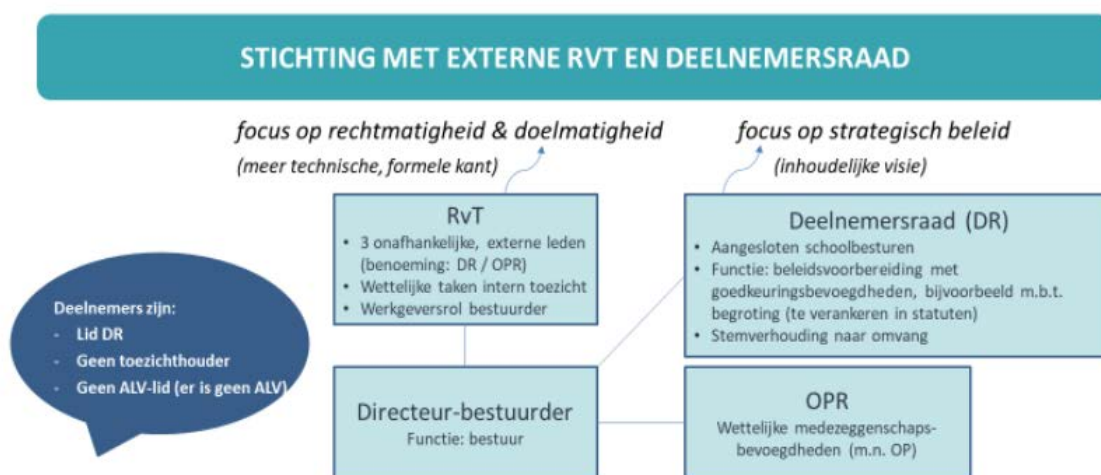 STICHTING MET EXTERNE RVT EN DEELNEMERSRAAD
focus op rechtmatigheid & doelmatigheid
(meer technische, formele kant)
focus op strategisch beleid
(inhoudelijke visie)
RvT
• 3 onafhankelijke, externe leden
(benoeming: DR / OPR)
• Wettelijke taken intern toezicht
• Werkgeversrol bestuurder
Deelnemersraad (DR)
• Aangesloten schoolbesturen
• Functie: beleidsvoorbereiding met
goedkeuringsbevoegdheden, bijvoorbeeld m.b.t.
begroting (te verankeren in statuten)
• Stemverhouding naar omvang
Deelnemers zijn:
- Lid DR
- Geen toezichthouder
- Geen ALV-lid (er is geen ALV)
Directeur-bestuurder
Functie: bestuur
OPR
Wettelijke medezeggenschaps-
bevoegdheden (m.n. OP)